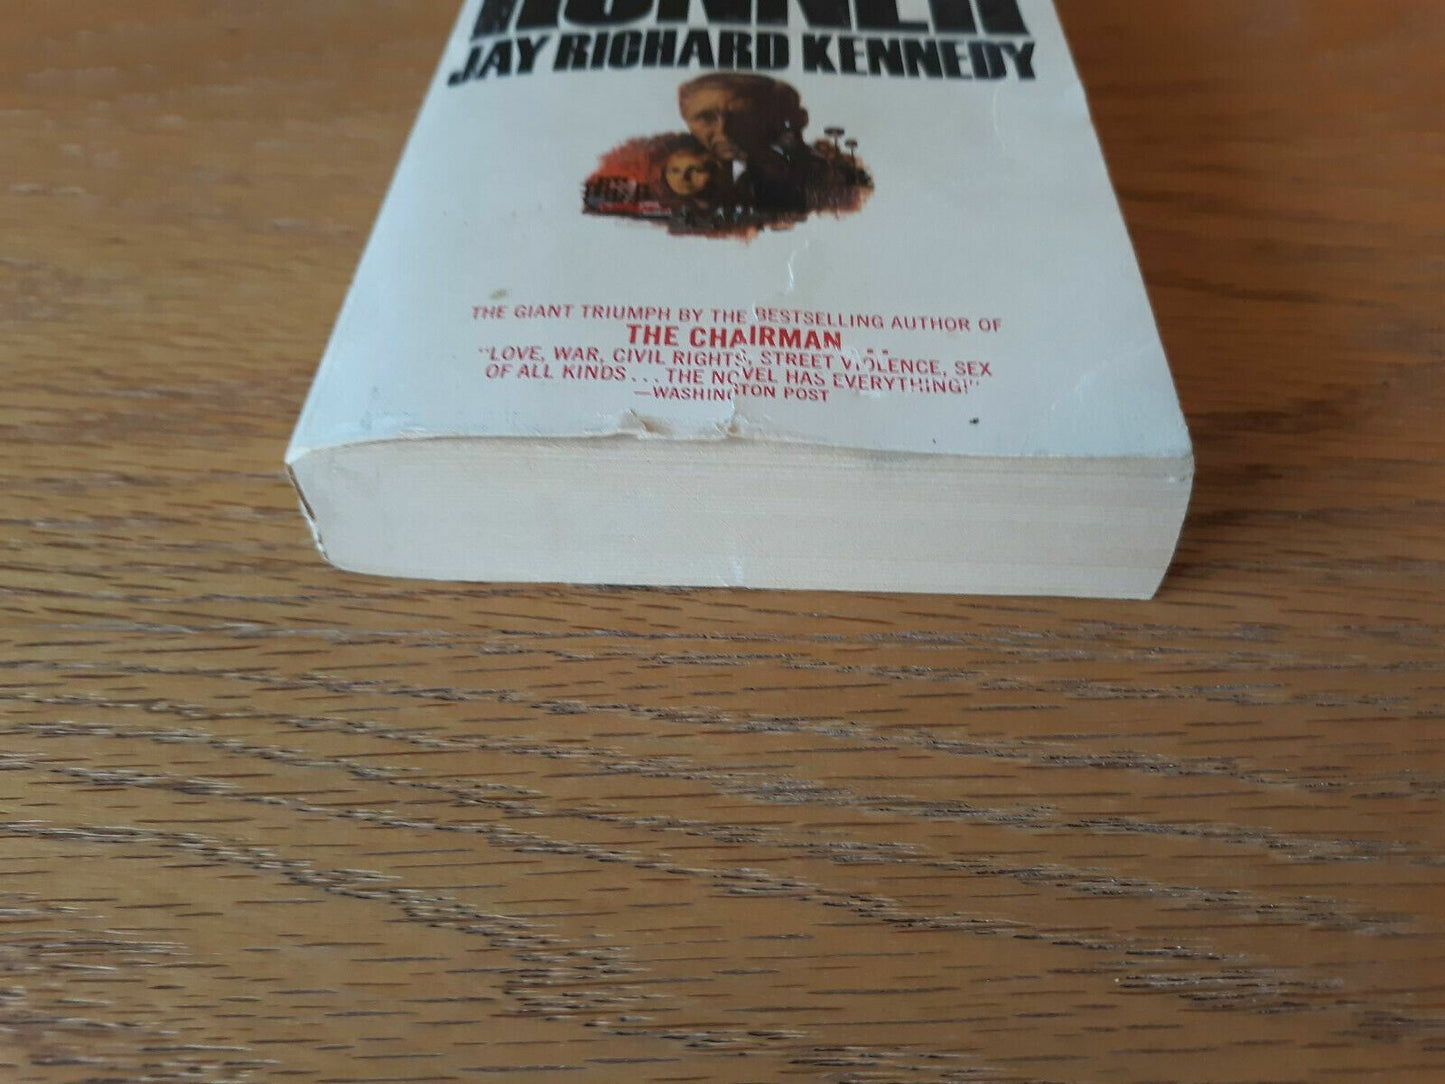 RUNNER
JAY RICHARD KENNEDY
THE GIANT TRIUMPH BY THE BESTSELLING AUTHOR OF
THE CHAIRMAN
"LOVE, WAR, CIVIL RIGHTS, STREET VIOLENCE, SEX
OF ALL KINDS...THE NOVEL HAS EVERYTHING!"
—WASHINGTON POST